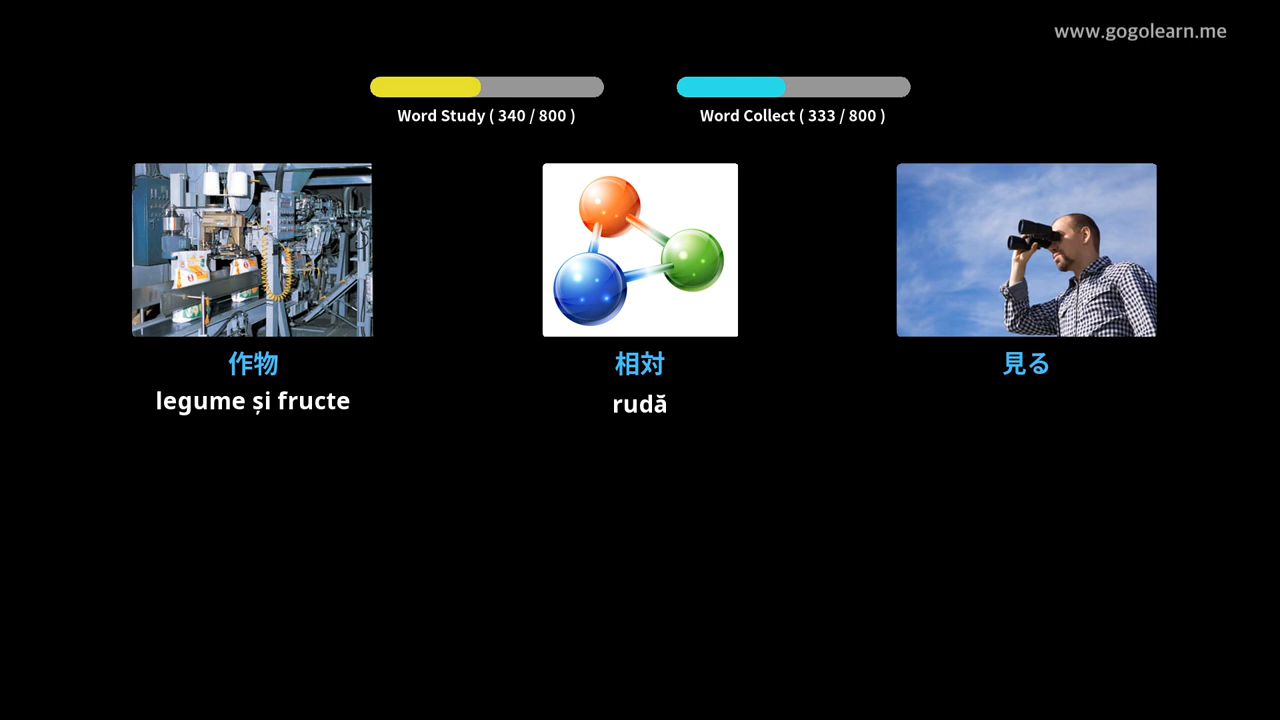 www.gogolearn.me
Word Study ( 340 / 800 )
Word Collect ( 333 / 800 )
作物
legume și fructe
相対
rudă
見る